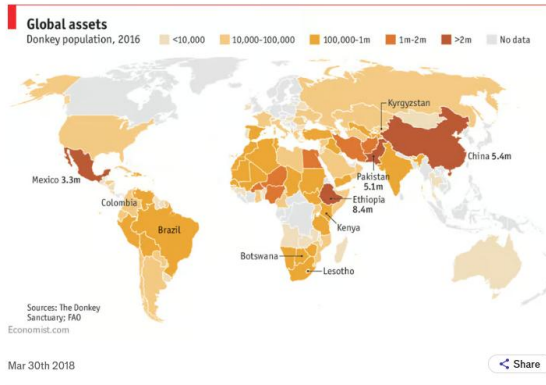 Global assets
Donkey population, 2016
<10,000
10,000-100,000
100,000-1m
1m-2m
>2m
No data
Kyrgyzstan
China 5.4m
Mexico 3.3m
Pakistan
5.1m
Ethiopia
8.4m
Colombia
Kenya
Brazil
Botswana
Lesotho
Sources: The Donkey
Sanctuary; FAO
Economist.com
Mar 30th 2018
Share